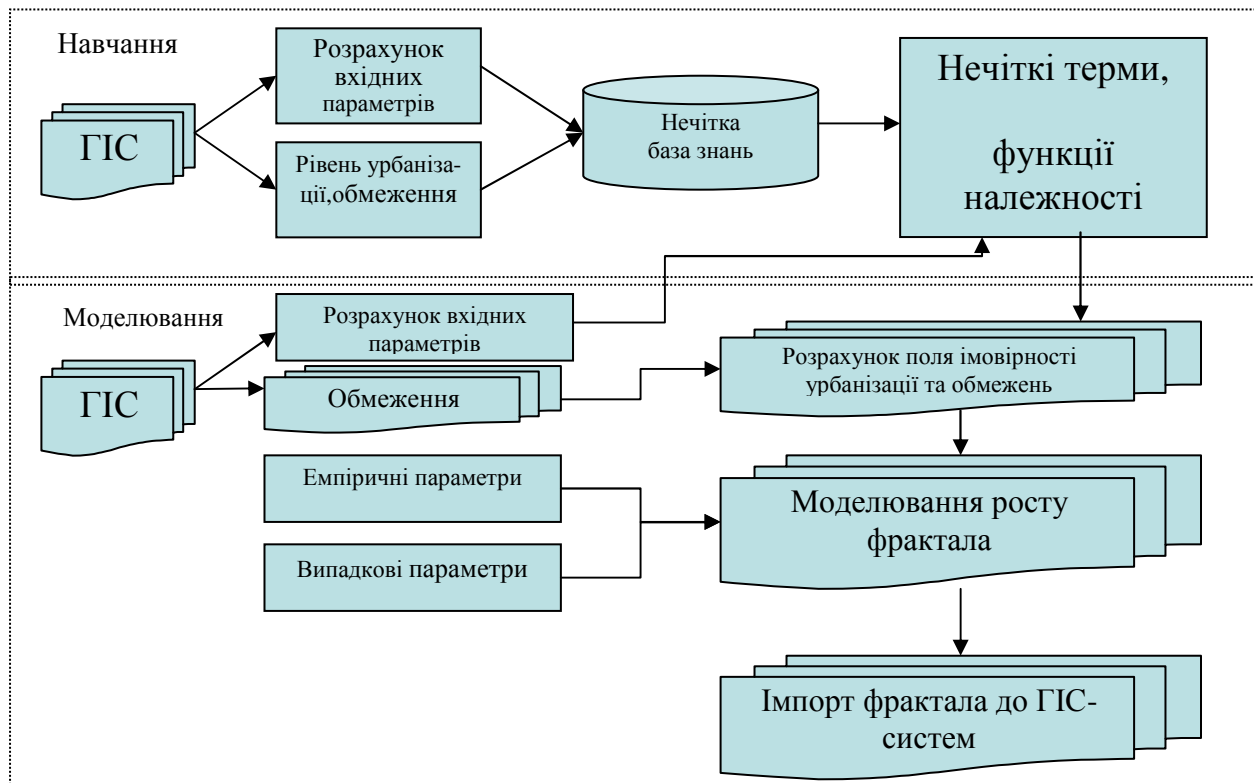 Навчання
ГІС
Розрахунок
вхідних
параметрів
Рівень урбаніза-
ції,обмеження
Нечітка
база знань
Нечіткі терми,
функції
належності
Моделювання
ГІС
Розрахунок вхідних
параметрів
Обмеження
Розрахунок поля імовірності
урбанізації та обмежень
Емпіричні параметри
Випадкові параметри
Моделювання росту
фрактала
Імпорт фрактала до ГІС-
систем